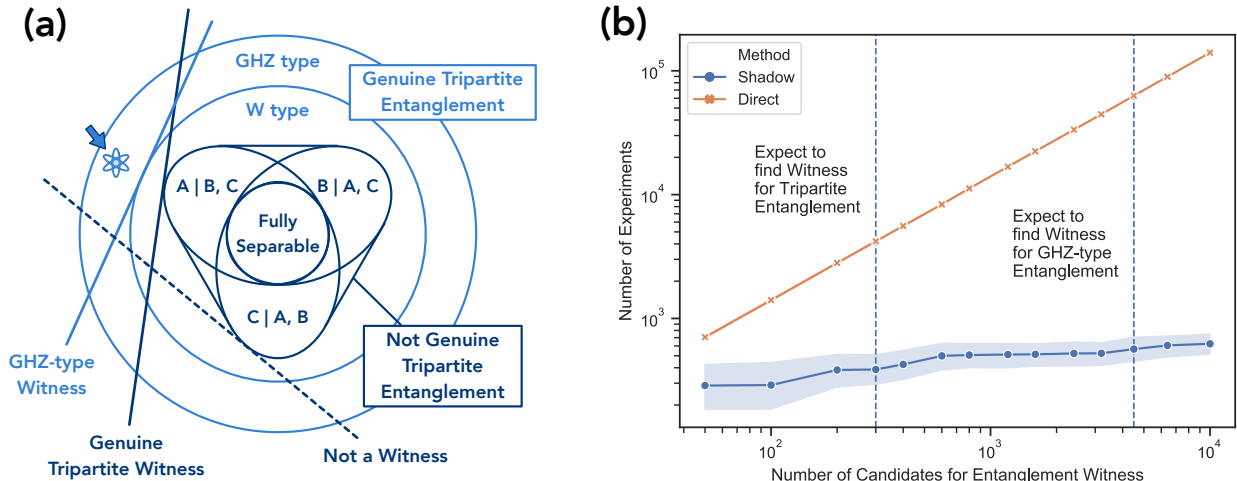 (a)
GHZ type
Genuine Tripartite
Entanglement
W type
A | B, C
B | A, C
Fully
Separable
C | A, B
Not Genuine
Tripartite
Entanglement
GHZ-type
Witness
Genuine
Tripartite Witness
Not a Witness
(b)
Method
Shadow
Direct
Expect to
find Witness
for Tripartite
Entanglement
Expect to
find Witness
for GHZ-type
Entanglement
Number of Experiments
10^5
10^4
10^3
10^2
10^3
10^4
Number of Candidates for Entanglement Witness